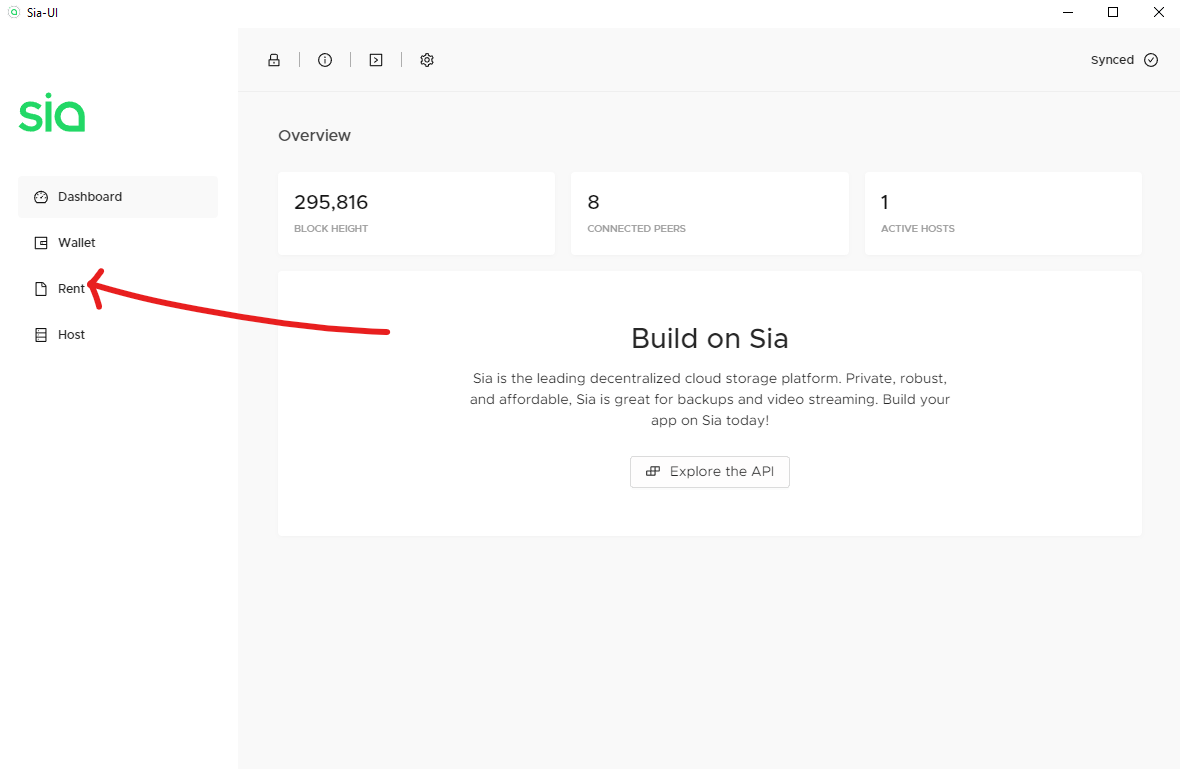 Sia-UI
Synced
sia
Overview
Dashboard
Wallet
Rent
Host
295,816
BLOCK HEIGHT
8
CONNECTED PEERS
1
ACTIVE HOSTS
Build on Sia
Sia is the leading decentralized cloud storage platform. Private, robust,
and affordable, Sia is great for backups and video streaming. Build your
app on Sia today!
Explore the API